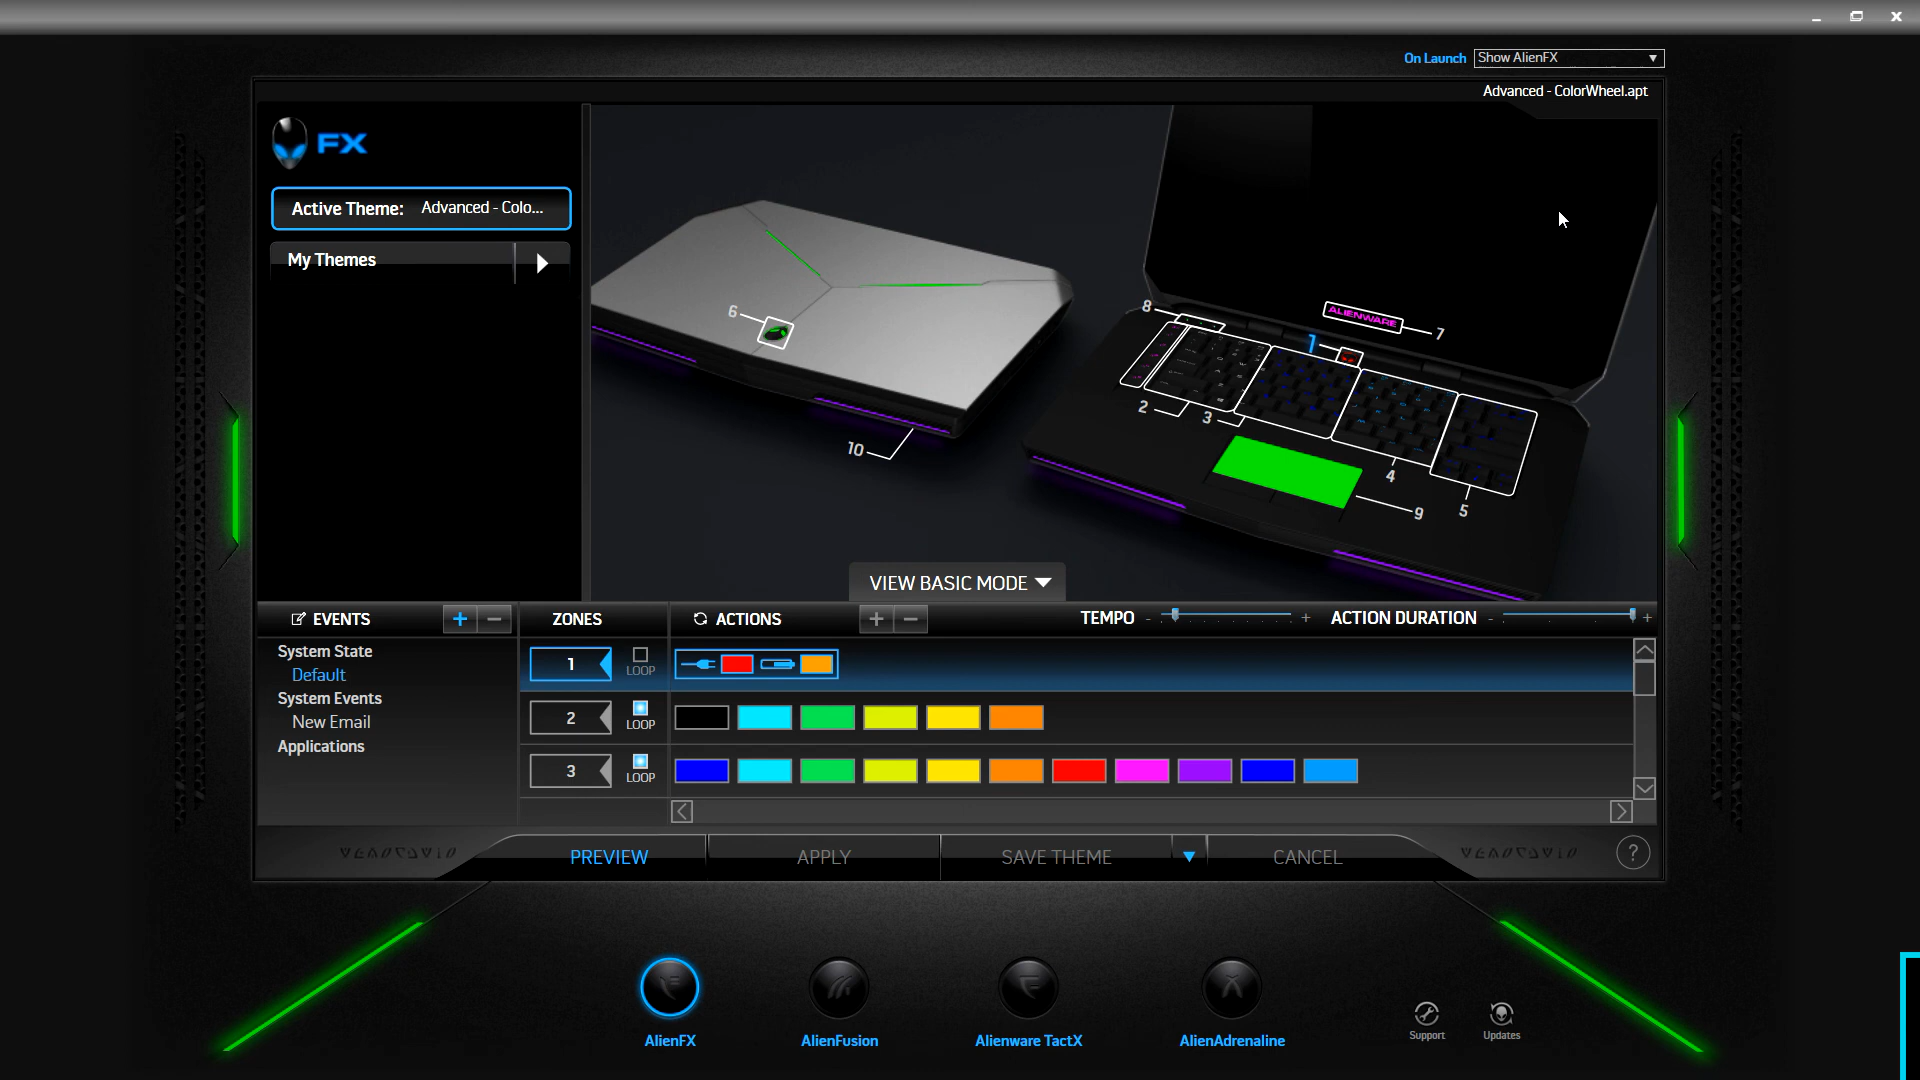 On Launch
Show AlienFX
Advanced - ColorWheel.apt
FX
Active Theme: Advanced - Colo...
My Themes
6
10
8
ALIENWARE
7
1
2
3
4
5
9
VIEW BASIC MODE
EVENTS + −
ZONES
ACTIONS + −
TEMPO - +
ACTION DURATION - +
System State
Default
System Events
New Email
Applications
1
LOOP
2
LOOP
3
LOOP
PREVIEW
APPLY
SAVE THEME
CANCEL
?
AlienFX
AlienFusion
Alienware TactX
AlienAdrenaline
Support
Updates